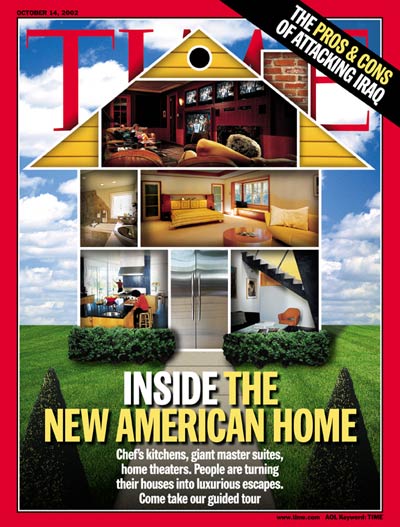 OCTOBER 14, 2002
TIME
THE PROS & CONS
OF ATTACKING IRAQ
INSIDE THE
NEW AMERICAN HOME
Chef's kitchens, giant master suites,
home theaters. People are turning
their houses into luxurious escapes.
Come take our guided tour
www.time.com AOL Keyword: TIME